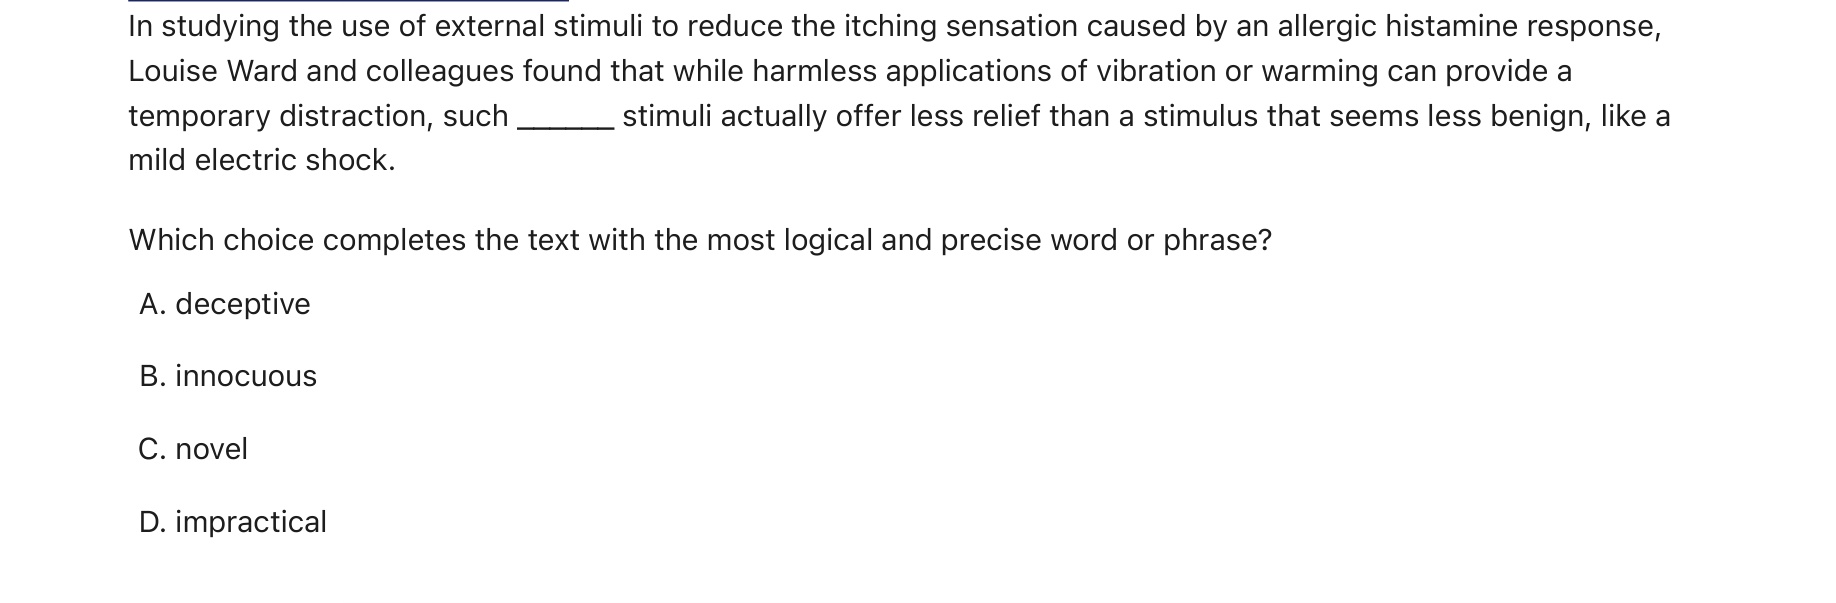 In studying the use of external stimuli to reduce the itching sensation caused by an allergic histamine response,
Louise Ward and colleagues found that while harmless applications of vibration or warming can provide a
temporary distraction, such ______ stimuli actually offer less relief than a stimulus that seems less benign, like a
mild electric shock.
Which choice completes the text with the most logical and precise word or phrase?
A. deceptive
B. innocuous
C. novel
D. impractical